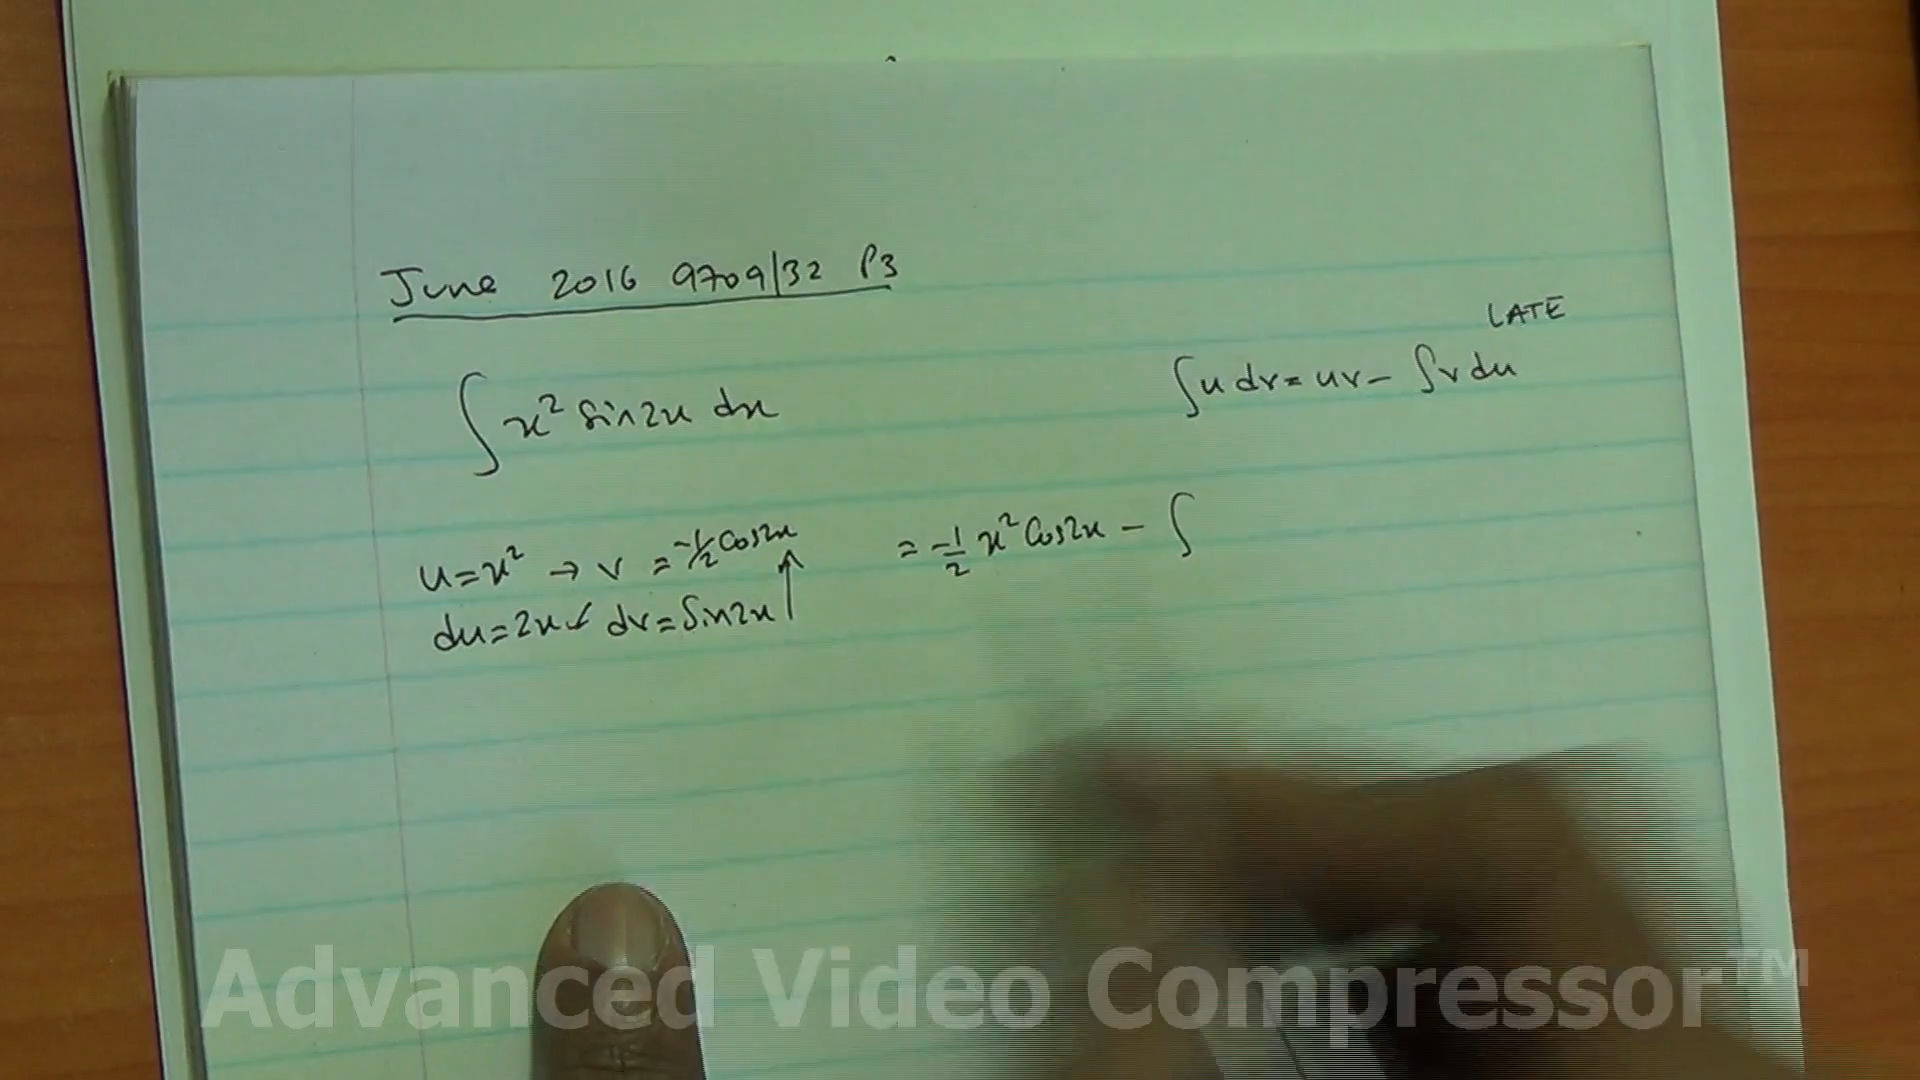 June 2016 9709/32 P3
LATE
∫u dv = uv − ∫v du
∫x² sin2x dx
u = x² → v = -1/2 Cos2x
= -1/2 x² Cos2x − ∫
du = 2x ↙ dv = Sin2x ↑
Advanced Video Compressor™